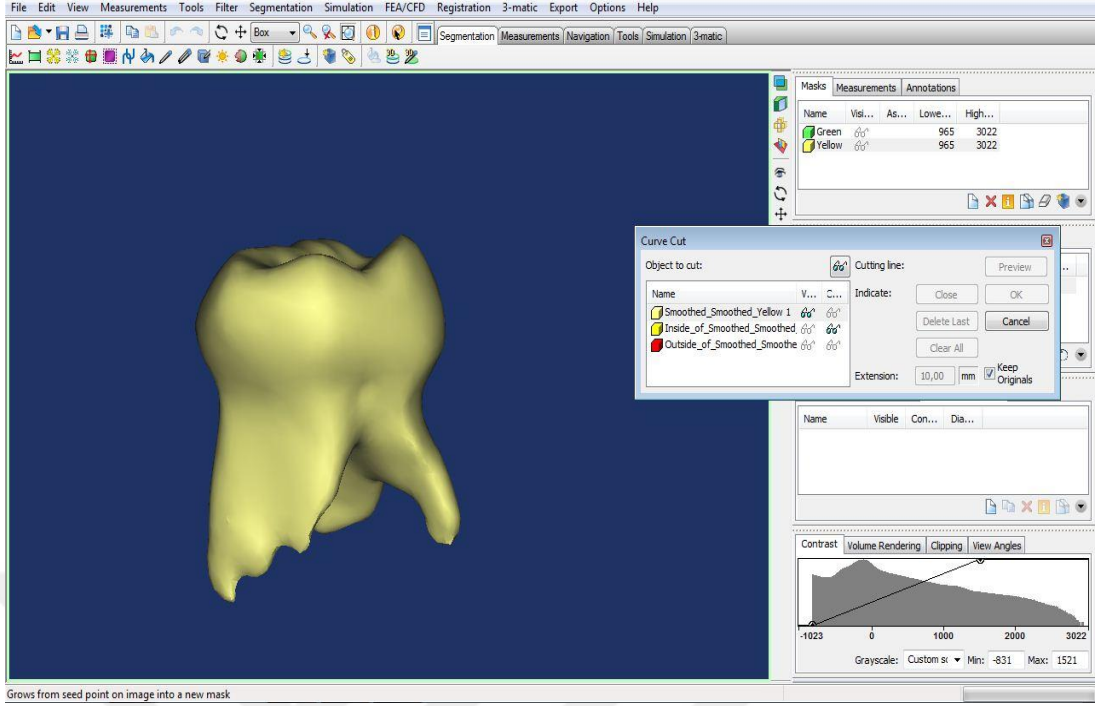 File Edit View Measurements Tools Filter Segmentation Simulation FEA/CFD Registration 3-matic Export Options Help
Box
Segmentation Measurements Navigation Tools Simulation 3-matic
Masks Measurements Annotations
Name Visi... As... Lowe... High...
Green 965 3022
Yellow 965 3022
Curve Cut
Object to cut: Cutting line: Preview
Name V... C... Indicate: Close OK
Smoothed_Smoothed_Yellow 1
Inside_of_Smoothed_Smoothed Delete Last Cancel
Outside_of_Smoothed_Smoothe
Clear All
Extension: 10,00 mm Keep Originals
Name Visible Con... Dia...
Contrast Volume Rendering Clipping View Angles
-1023 0 1000 2000 3022
Grayscale: Custom sc Min: -831 Max: 1521
Grows from seed point on image into a new mask